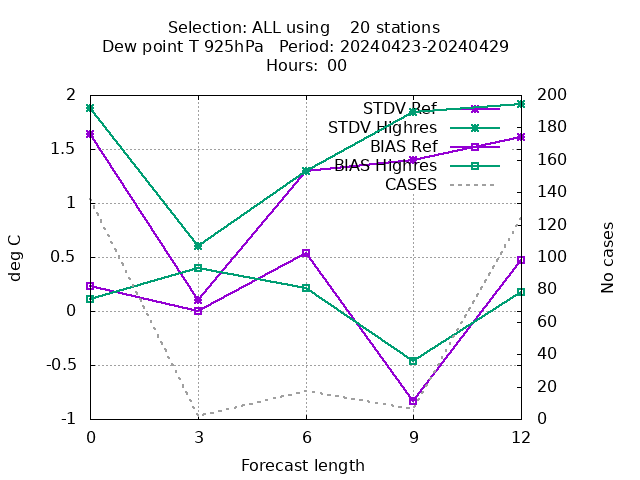 Selection: ALL using    20 stations
Dew point T 925hPa   Period: 20240423-20240429
Hours:  00
STDV Ref
STDV Highres
BIAS Ref
BIAS Highres
CASES
2
1.5
1
0.5
0
-0.5
-1
deg C
200
180
160
140
120
100
80
60
40
20
0
No cases
0 3 6 9 12
Forecast length